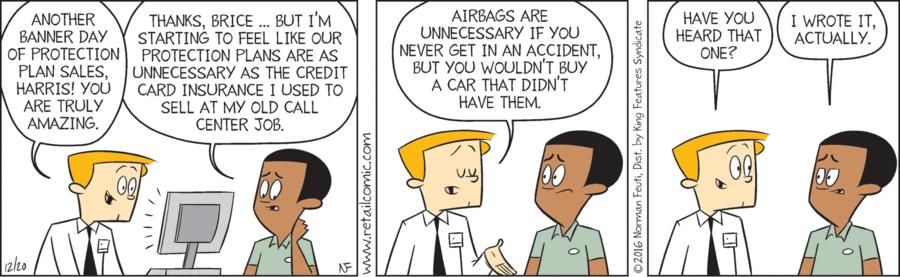 ANOTHER
BANNER DAY
OF PROTECTION
PLAN SALES,
HARRIS! YOU
ARE TRULY
AMAZING.
THANKS, BRICE ... BUT I'M
STARTING TO FEEL LIKE OUR
PROTECTION PLANS ARE AS
UNNECESSARY AS THE CREDIT
CARD INSURANCE I USED TO
SELL AT MY OLD CALL
CENTER JOB.
12/20
NF
www.retailcomic.com
AIRBAGS ARE
UNNECESSARY IF YOU
NEVER GET IN AN ACCIDENT,
BUT YOU WOULDN'T BUY
A CAR THAT DIDN'T
HAVE THEM.
©2016 Norman Feuti, Dist. by King Features Syndicate
HAVE YOU
HEARD THAT
ONE?
I WROTE IT,
ACTUALLY.